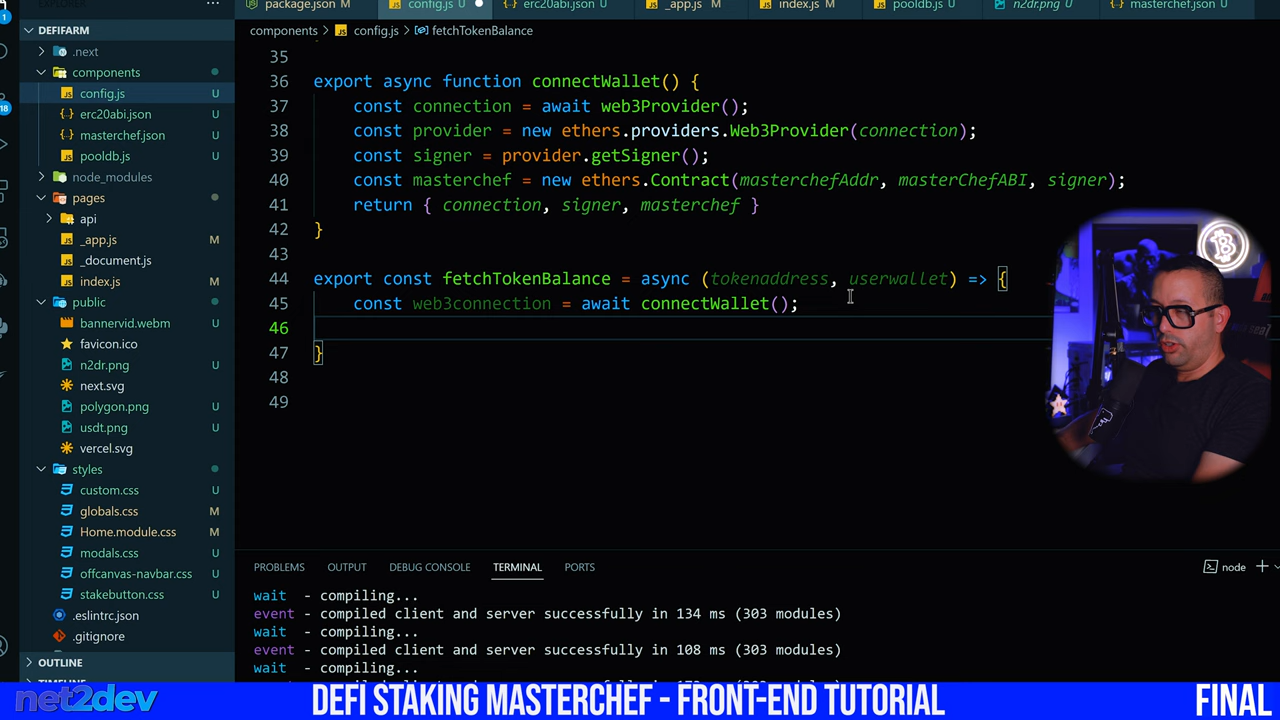 EXPLORER
package.json M
config.js U
erc20abi.json U
_app.js M
index.js M
pooldb.js U
n2dr.png U
masterchef.json U
1
DEFIFARM
components > config.js > fetchTokenBalance
.next
components
config.js U
erc20abi.json U
masterchef.json U
pooldb.js U
node_modules
pages
api
_app.js M
_document.js
index.js M
public
bannervid.webm U
favicon.ico
n2dr.png U
next.svg
polygon.png U
usdt.png U
vercel.svg
styles
custom.css U
globals.css M
Home.module.css M
modals.css U
offcanvas-navbar.css U
stakebutton.css U
.eslintrc.json
.gitignore
OUTLINE
18
35
36 export async function connectWallet() {
37 const connection = await web3Provider();
38 const provider = new ethers.providers.Web3Provider(connection);
39 const signer = provider.getSigner();
40 const masterchef = new ethers.Contract(masterchefAddr, masterChefABI, signer);
41 return { connection, signer, masterchef }
42 }
43
44 export const fetchTokenBalance = async (tokenaddress, userwallet) => {
45 const web3connection = await connectWallet();
46
47 }
48
49
PROBLEMS OUTPUT DEBUG CONSOLE TERMINAL PORTS
node
wait - compiling...
event - compiled client and server successfully in 134 ms (303 modules)
wait - compiling...
event - compiled client and server successfully in 108 ms (303 modules)
wait - compiling...
net2dev
DEFI STAKING MASTERCHEF - FRONT-END TUTORIAL
FINAL